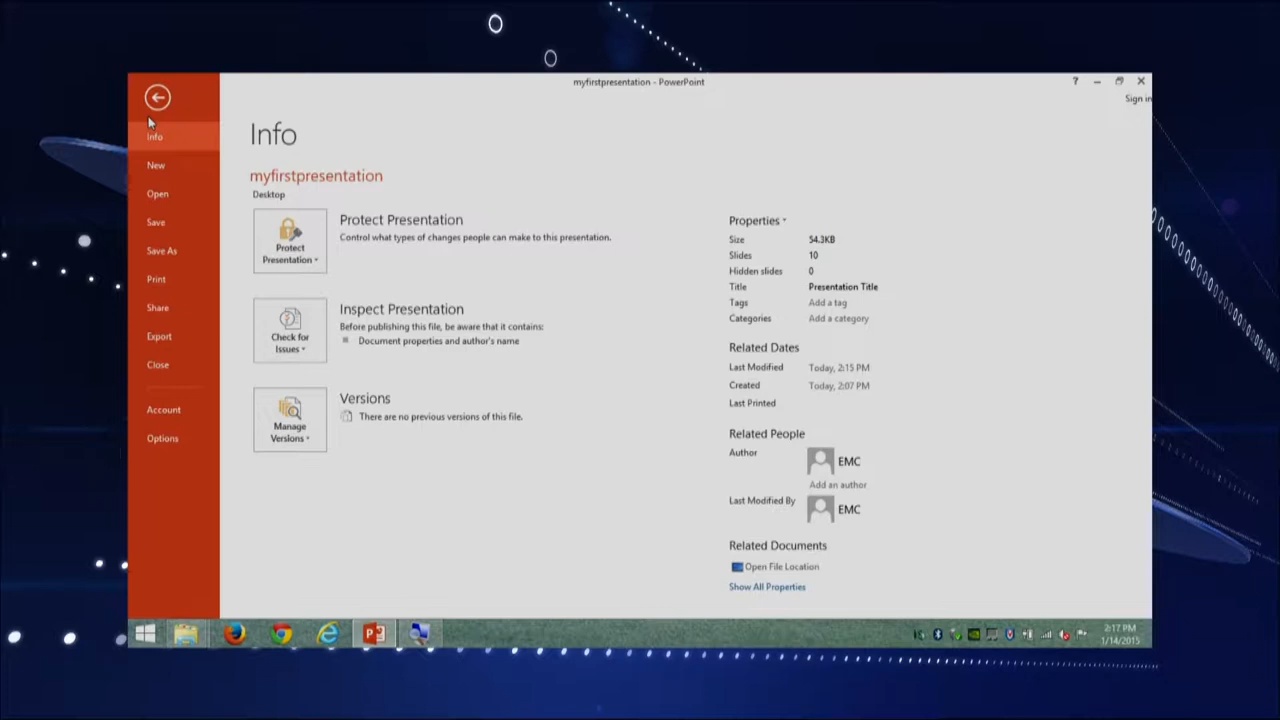 myfirstpresentation - PowerPoint
?
Sign in
Info
New
Open
Save
Save As
Print
Share
Export
Close
Account
Options
Info
myfirstpresentation
Desktop
Protect Presentation
Protect Presentation
Control what types of changes people can make to this presentation.
Check for Issues
Inspect Presentation
Before publishing this file, be aware that it contains:
Document properties and author's name
Manage Versions
Versions
There are no previous versions of this file.
Properties
Size 54.3KB
Slides 10
Hidden slides 0
Title Presentation Title
Tags Add a tag
Categories Add a category
Related Dates
Last Modified Today, 2:15 PM
Created Today, 2:07 PM
Last Printed
Related People
Author EMC
Add an author
Last Modified By EMC
Related Documents
Open File Location
Show All Properties
2:17 PM
1/14/2015